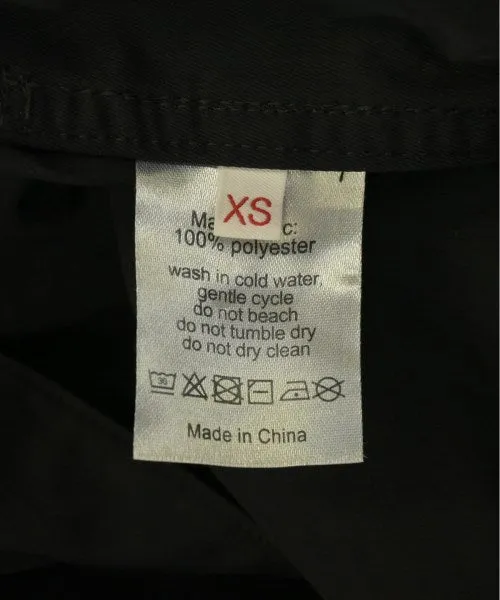 XS
100% polyester
wash in cold water,
gentle cycle
do not beach
do not tumble dry
do not dry clean
30
Made in China